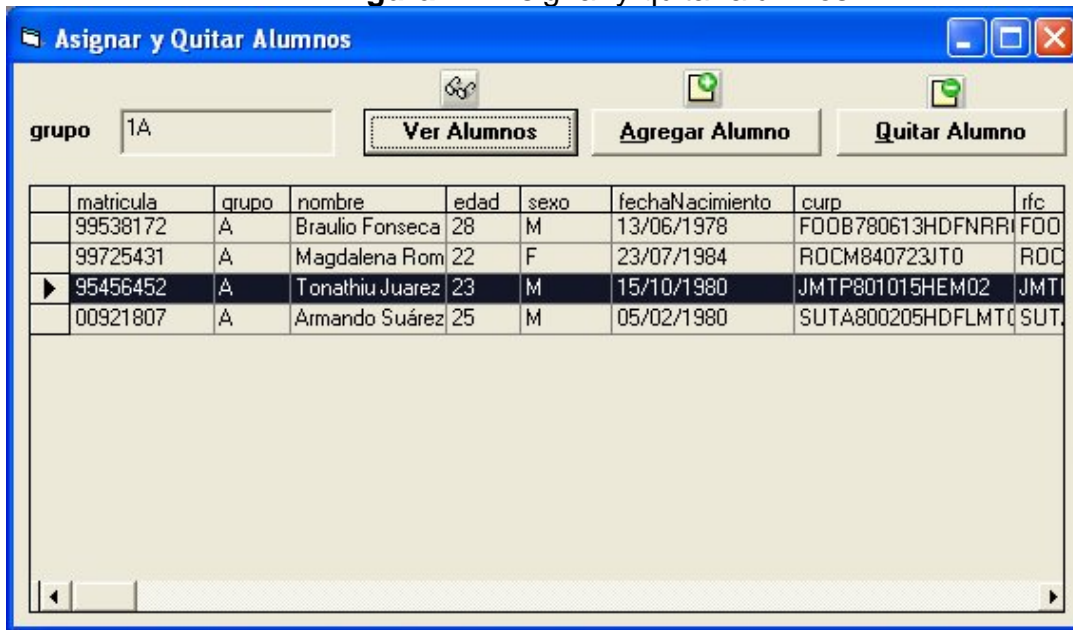 Asignar y Quitar Alumnos
grupo 1A Ver Alumnos Agregar Alumno Quitar Alumno
matricula grupo nombre edad sexo fechaNacimiento curp rfc
99538172 A Braulio Fonseca 28 M 13/06/1978 FOOB780613HDFNRR FOO
99725431 A Magdalena Rom 22 F 23/07/1984 ROCM840723JT0 ROC
95456452 A Tonathiu Juarez 23 M 15/10/1980 JMTP801015HEM02 JMT
00921807 A Armando Suárez 25 M 05/02/1980 SUTA800205HDFLMT SUT